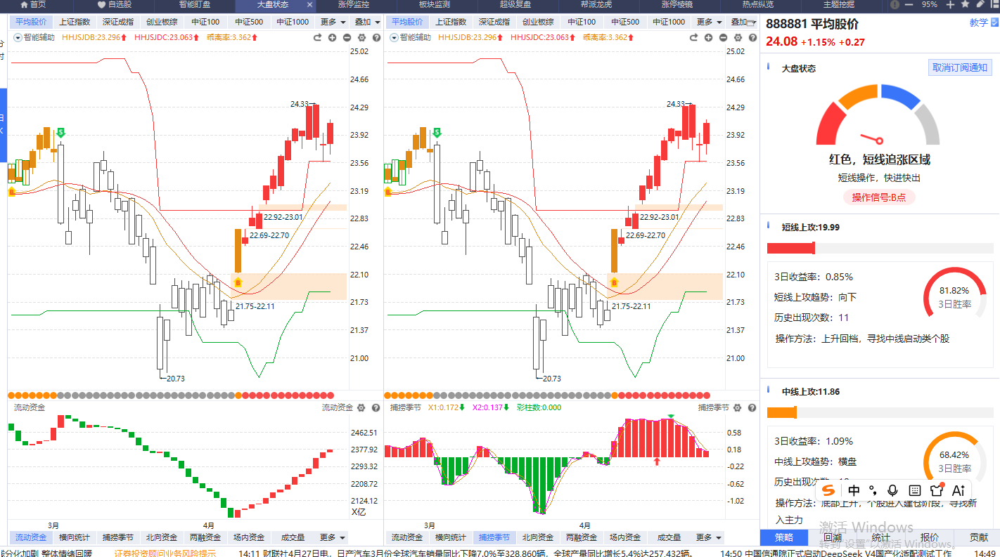 首页 自选股 智能盯盘 大盘状态 × 涨停监控 板块监测 超级复盘 帮派龙虎 涨停棱镜 热点纵览 主题挖掘 95%
平均股价 上证指数 深证成指 创业板综 中证100 中证500 中证1000 更多 叠加
智能辅助 HHJSJDB:23.296 HHJSJDC:23.063 乖离率:3.362
25.02
24.66
24.29
23.92
23.56
23.19
22.83
22.46
22.10
21.73
21.37
21.00
24.33
S
B
22.92-23.01
22.69-22.70
B
21.75-22.11
20.73
流动资金 流动资金
2462.51
2377.92
2293.32
2208.72
2124.12
X亿
3月 4月
流动资金 横向统计 捕捞季节 北向资金 两融资金 场内资金 成交量 更多
平均股价 上证指数 深证成指 创业板综 中证100 中证500 中证1000 更多 叠加
智能辅助 HHJSJDB:23.296 HHJSJDC:23.063 乖离率:3.362
25.02
24.66
24.29
23.92
23.56
23.19
22.83
22.46
22.10
21.73
21.37
21.00
24.33
S
B
22.92-23.01
22.69-22.70
B
21.75-22.11
20.73
捕捞季节 X1:0.172 X2:0.137 彩柱数:0.000 捕捞季节
0.58
0.18
-0.22
-0.62
-1.02
3月 4月
流动资金 横向统计 捕捞季节 北向资金 两融资金 场内资金 成交量 更多
888881 平均股价 教学
24.08 +1.15% +0.27
大盘状态 取消订阅通知
红色，短线追涨区域
短线操作，快进快出
操作信号:B点
短线上攻:19.99
3日收益率：0.85%
短线上攻趋势：向下
历史出现次数：11
操作方法：上升回档，寻找中线启动类个股
81.82%
3日胜率
中线上攻:11.86
3日收益率：1.09%
中线上攻趋势：横盘
历史出现次数：
操作方法：底部上升，个股进入建仓阶段，寻找新
入主力
68.42%
3日胜率
中
激活 Windows
转到"设置"以激活 Windows。
策略 回溯 统计 报价 贡献
分化加剧 整体情绪回暖 证券投资顾问业务风险提示 14:11 财联社4月27日电，日产汽车3月份全球汽车销量同比下降7.0%至328,860辆，全球产量同比增长5.4%达257,432辆。 14:50 中国信通院正式启动DeepSeek V4国产化适配测试工作 14:49